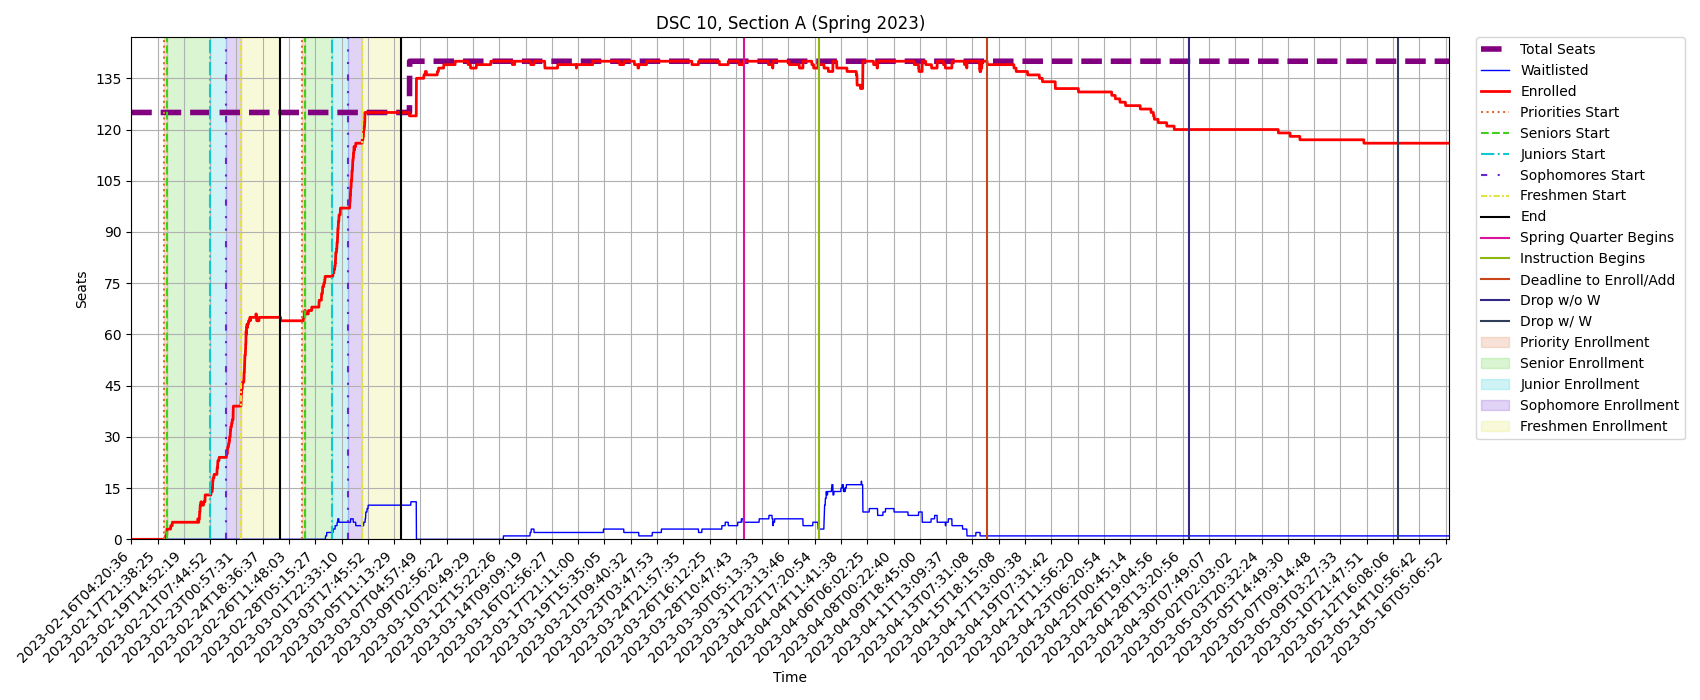 DSC 10, Section A (Spring 2023)
Seats
135
120
105
90
75
60
45
30
15
0
2023-02-16T04:20:36
2023-02-17T21:38:25
2023-02-19T14:52:19
2023-02-21T07:44:52
2023-02-23T00:57:31
2023-02-24T18:36:37
2023-02-26T11:48:03
2023-02-28T05:15:27
2023-03-01T22:33:10
2023-03-03T17:45:52
2023-03-05T11:13:29
2023-03-07T04:57:49
2023-03-09T02:56:22
2023-03-10T20:49:29
2023-03-12T15:22:26
2023-03-14T09:09:19
2023-03-16T02:56:27
2023-03-17T21:11:00
2023-03-19T15:35:05
2023-03-21T09:40:32
2023-03-23T03:47:53
2023-03-24T21:57:35
2023-03-26T16:12:25
2023-03-28T10:47:43
2023-03-30T05:13:33
2023-03-31T23:13:46
2023-04-02T17:20:54
2023-04-04T11:41:38
2023-04-06T06:02:25
2023-04-08T00:22:40
2023-04-09T18:45:00
2023-04-11T13:09:37
2023-04-13T07:31:08
2023-04-15T18:15:08
2023-04-17T13:00:38
2023-04-19T07:31:42
2023-04-21T11:56:20
2023-04-23T06:20:54
2023-04-25T00:45:14
2023-04-26T19:04:56
2023-04-28T13:20:56
2023-04-30T07:49:07
2023-05-02T02:03:02
2023-05-03T20:32:24
2023-05-05T14:49:30
2023-05-07T09:14:48
2023-05-09T03:27:33
2023-05-10T21:47:51
2023-05-12T16:08:06
2023-05-14T10:56:42
2023-05-16T05:06:52
Time
Total Seats
Waitlisted
Enrolled
Priorities Start
Seniors Start
Juniors Start
Sophomores Start
Freshmen Start
End
Spring Quarter Begins
Instruction Begins
Deadline to Enroll/Add
Drop w/o W
Drop w/ W
Priority Enrollment
Senior Enrollment
Junior Enrollment
Sophomore Enrollment
Freshmen Enrollment